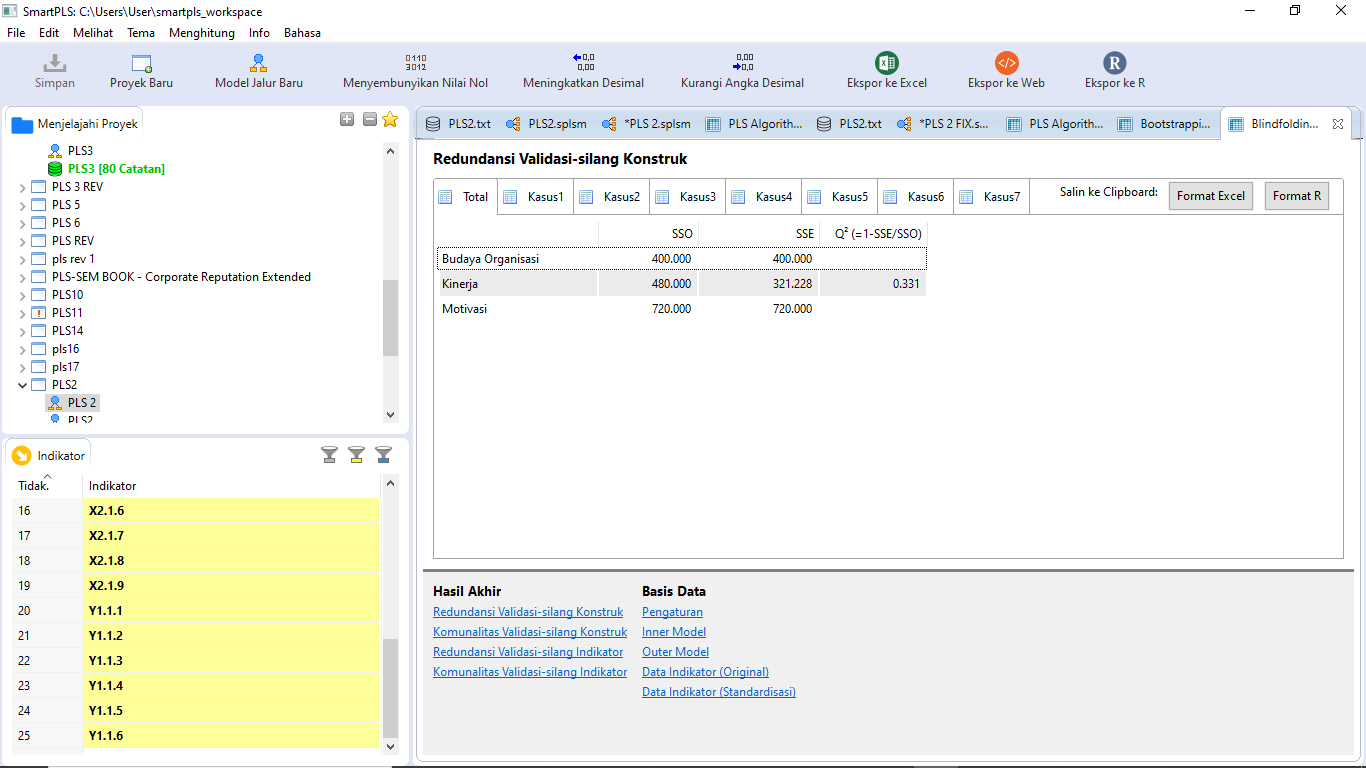 SmartPLS: C:\Users\User\smartpls_workspace
File Edit Melihat Tema Menghitung Info Bahasa
Simpan Proyek Baru Model Jalur Baru Menyembunyikan Nilai Nol Meningkatkan Desimal Kurangi Angka Desimal Ekspor ke Excel Ekspor ke Web Ekspor ke R
Menjelajahi Proyek
PLS3
PLS3 [80 Catatan]
PLS 3 REV
PLS 5
PLS 6
PLS REV
pls rev 1
PLS-SEM BOOK - Corporate Reputation Extended
PLS10
PLS11
PLS14
pls16
pls17
PLS2
PLS 2
PLS2
Indikator
Tidak. Indikator
16 X2.1.6
17 X2.1.7
18 X2.1.8
19 X2.1.9
20 Y1.1.1
21 Y1.1.2
22 Y1.1.3
23 Y1.1.4
24 Y1.1.5
25 Y1.1.6
PLS2.txt PLS2.splsm *PLS 2.splsm PLS Algorith... PLS2.txt *PLS 2 FIX.s... PLS Algorith... Bootstrappi... Blindfoldin...
Redundansi Validasi-silang Konstruk
Total Kasus1 Kasus2 Kasus3 Kasus4 Kasus5 Kasus6 Kasus7 Salin ke Clipboard: Format Excel Format R
SSO SSE Q² (=1-SSE/SSO)
Budaya Organisasi 400.000 400.000
Kinerja 480.000 321.228 0.331
Motivasi 720.000 720.000
Hasil Akhir
Redundansi Validasi-silang Konstruk
Komunalitas Validasi-silang Konstruk
Redundansi Validasi-silang Indikator
Komunalitas Validasi-silang Indikator
Basis Data
Pengaturan
Inner Model
Outer Model
Data Indikator (Original)
Data Indikator (Standardisasi)